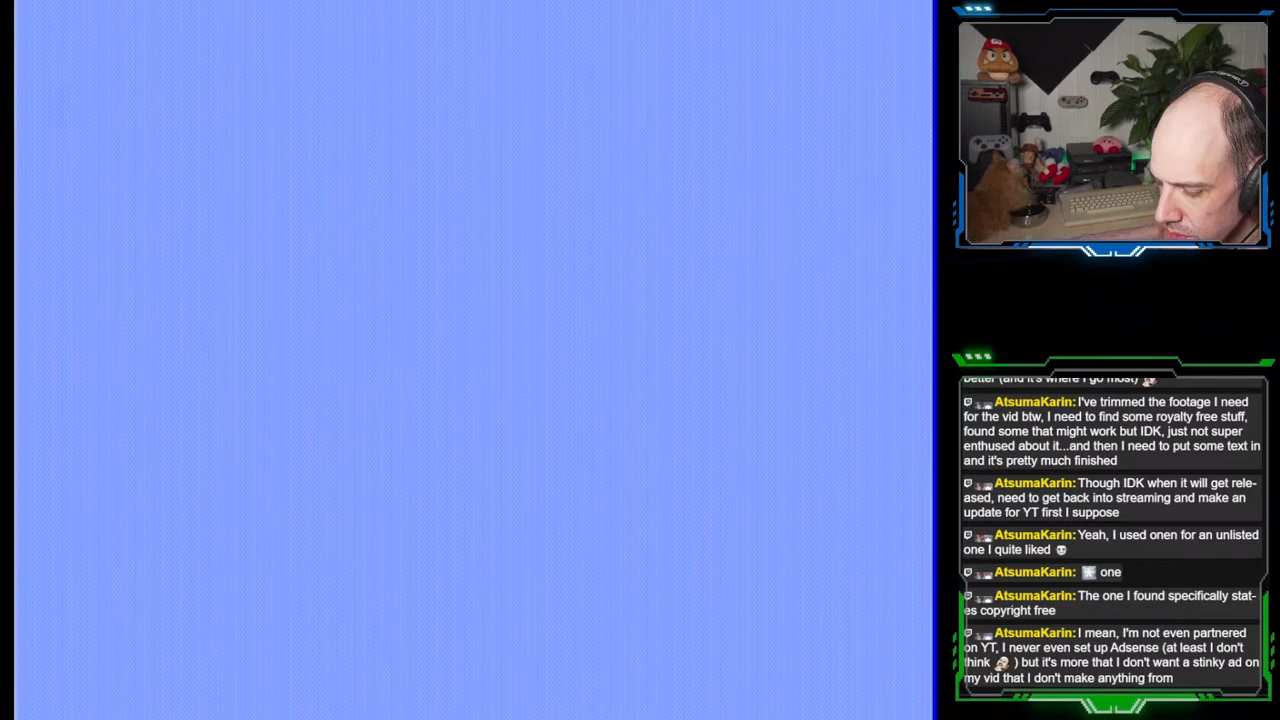 better (and it's where I go most)
AtsumaKarin: I've trimmed the footage I need
for the vid btw, I need to find some royalty free stuff,
found some that might work but IDK, just not super
enthused about it...and then I need to put some text in
and it's pretty much finished
AtsumaKarin: Though IDK when it will get rele-
ased, need to get back into streaming and make an
update for YT first I suppose
AtsumaKarin: Yeah, I used onen for an unlisted
one I quite liked
AtsumaKarin: one
AtsumaKarin: The one I found specifically stat-
es copyright free
AtsumaKarin: I mean, I'm not even partnered
on YT, I never even set up Adsense (at least I don't
think ) but it's more that I don't want a stinky ad on
my vid that I don't make anything from